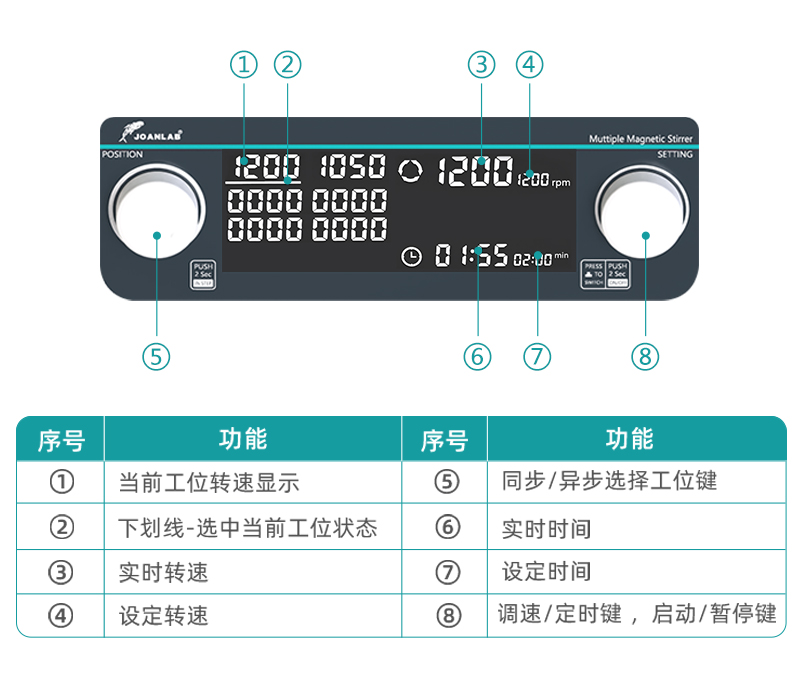 ① ② ③ ④
JOANLAB®
Muttiple Magnetic Stirrer
POSITION
SETTING
1200 1050
1200 1200 rpm
0000 0000
0000 0000
01:55 02:00 min
PUSH
2 Sec
IN STEP
PRESS
TO
SWITCH
PUSH
2 Sec
ON/OFF
⑤ ⑥ ⑦ ⑧
序号 功能 序号 功能
① 当前工位转速显示 ⑤ 同步/异步选择工位键
② 下划线-选中当前工位状态 ⑥ 实时时间
③ 实时转速 ⑦ 设定时间
④ 设定转速 ⑧ 调速/定时键 ，启动/暂停键